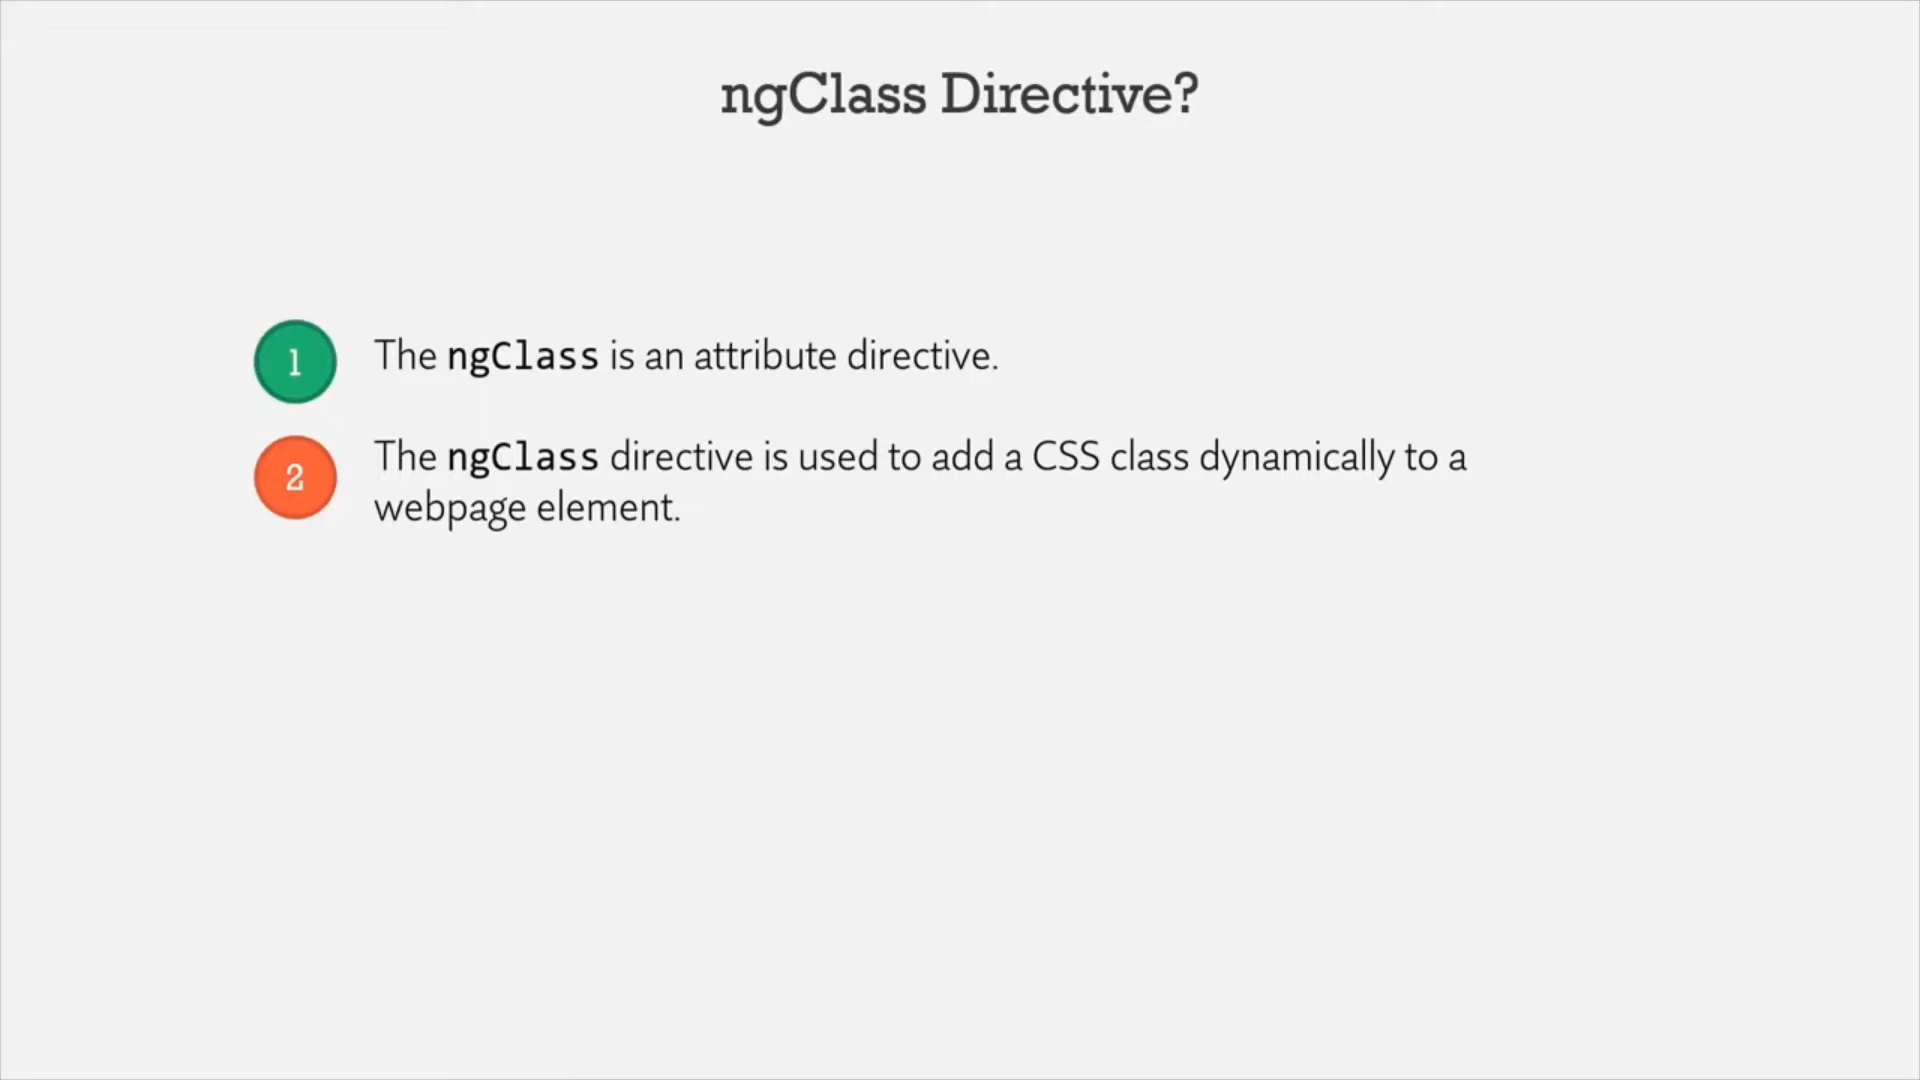 ngClass Directive?
1 The ngClass is an attribute directive.
2 The ngClass directive is used to add a CSS class dynamically to a
webpage element.